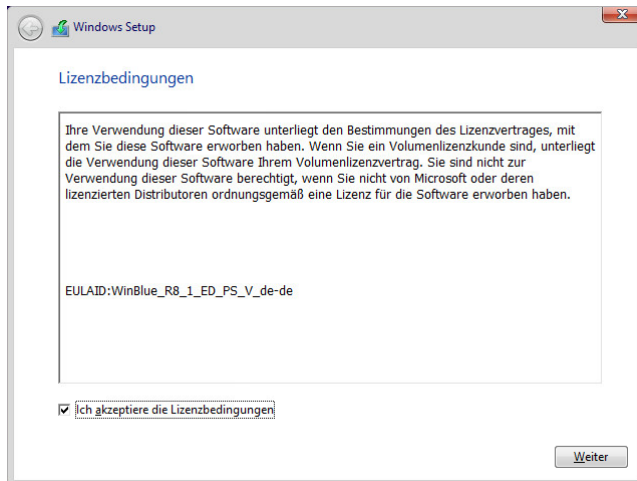 Windows Setup
Lizenzbedingungen
Ihre Verwendung dieser Software unterliegt den Bestimmungen des Lizenzvertrages, mit
dem Sie diese Software erworben haben. Wenn Sie ein Volumenlizenzkunde sind, unterliegt
die Verwendung dieser Software Ihrem Volumenlizenzvertrag. Sie sind nicht zur
Verwendung dieser Software berechtigt, wenn Sie nicht von Microsoft oder deren
lizenzierten Distributoren ordnungsgemäß eine Lizenz für die Software erworben haben.
EULAID:WinBlue_R8_1_ED_PS_V_de-de
Ich akzeptiere die Lizenzbedingungen
Weiter